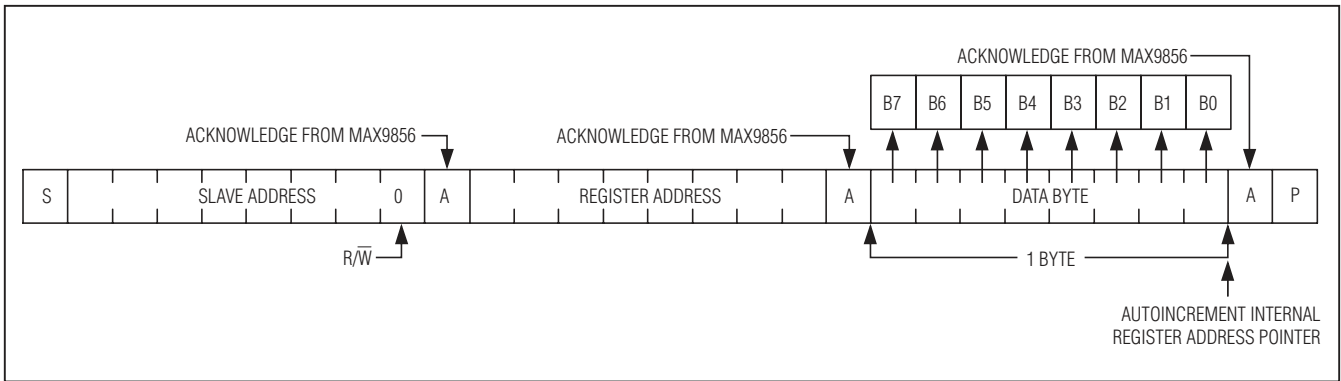 ACKNOWLEDGE FROM MAX9856
B7 B6 B5 B4 B3 B2 B1 B0
ACKNOWLEDGE FROM MAX9856 ACKNOWLEDGE FROM MAX9856
S SLAVE ADDRESS 0 A REGISTER ADDRESS A DATA BYTE A P
R/W̅ 1 BYTE
AUTOINCREMENT INTERNAL
REGISTER ADDRESS POINTER